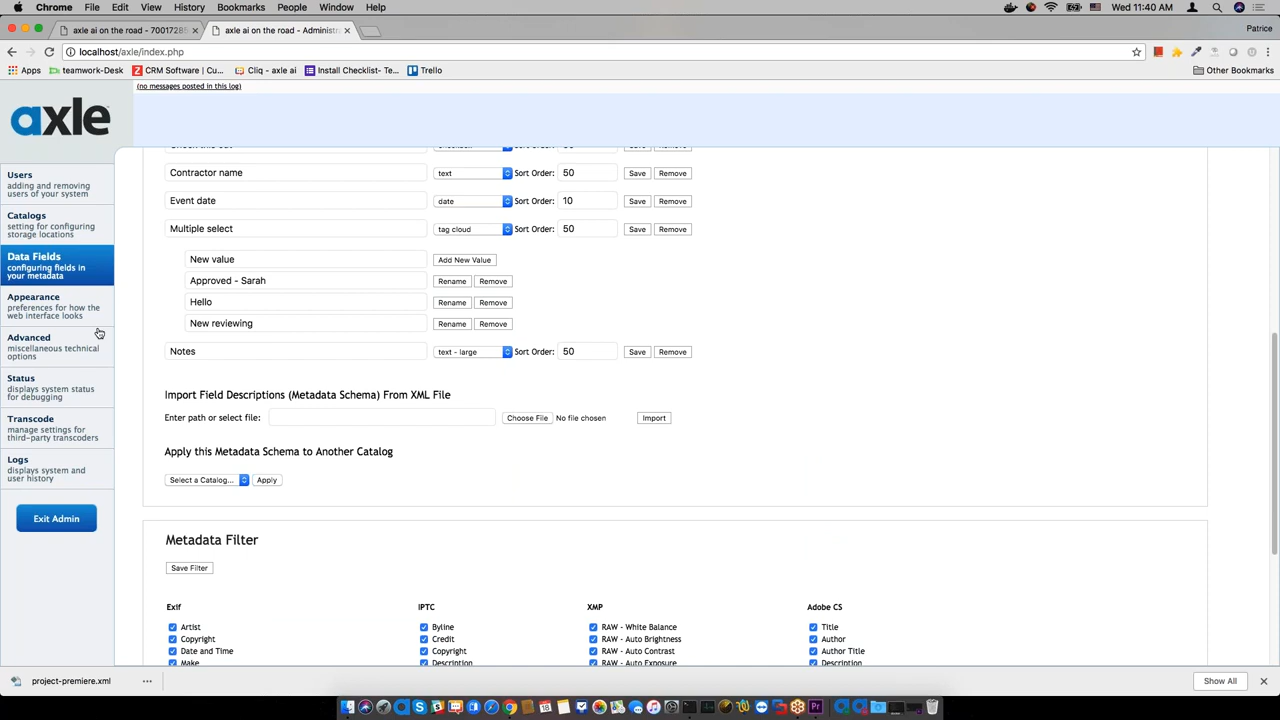 Chrome File Edit View History Bookmarks People Window Help Wed 11:40 AM
axle ai on the road - 7001728 axle ai on the road - Administ Patrice
localhost/axle/index.php
Apps teamwork-Desk CRM Software | Cu... Cliq - axle ai Install Checklist- Te... Trello Other Bookmarks
(no messages posted in this log)
axle
Users
adding and removing
users of your system
Catalogs
setting for configuring
storage locations
Data Fields
configuring fields in
your metadata
Appearance
preferences for how the
web interface looks
Advanced
miscellaneous technical
options
Status
displays system status
for debugging
Transcode
manage settings for
third-party transcoders
Logs
displays system and
user history
Exit Admin
Contractor name text Sort Order: 50 Save Remove
Event date date Sort Order: 10 Save Remove
Multiple select tag cloud Sort Order: 50 Save Remove
New value Add New Value
Approved - Sarah Rename Remove
Hello Rename Remove
New reviewing Rename Remove
Notes text - large Sort Order: 50 Save Remove
Import Field Descriptions (Metadata Schema) From XML File
Enter path or select file: Choose File No file chosen Import
Apply this Metadata Schema to Another Catalog
Select a Catalog... Apply
Metadata Filter
Save Filter
Exif IPTC XMP Adobe CS
Artist Byline RAW - White Balance Title
Copyright Credit RAW - Auto Brightness Author
Date and Time Copyright RAW - Auto Contrast Author Title
Make Description RAW - Auto Exposure Description
project-premiere.xml Show All